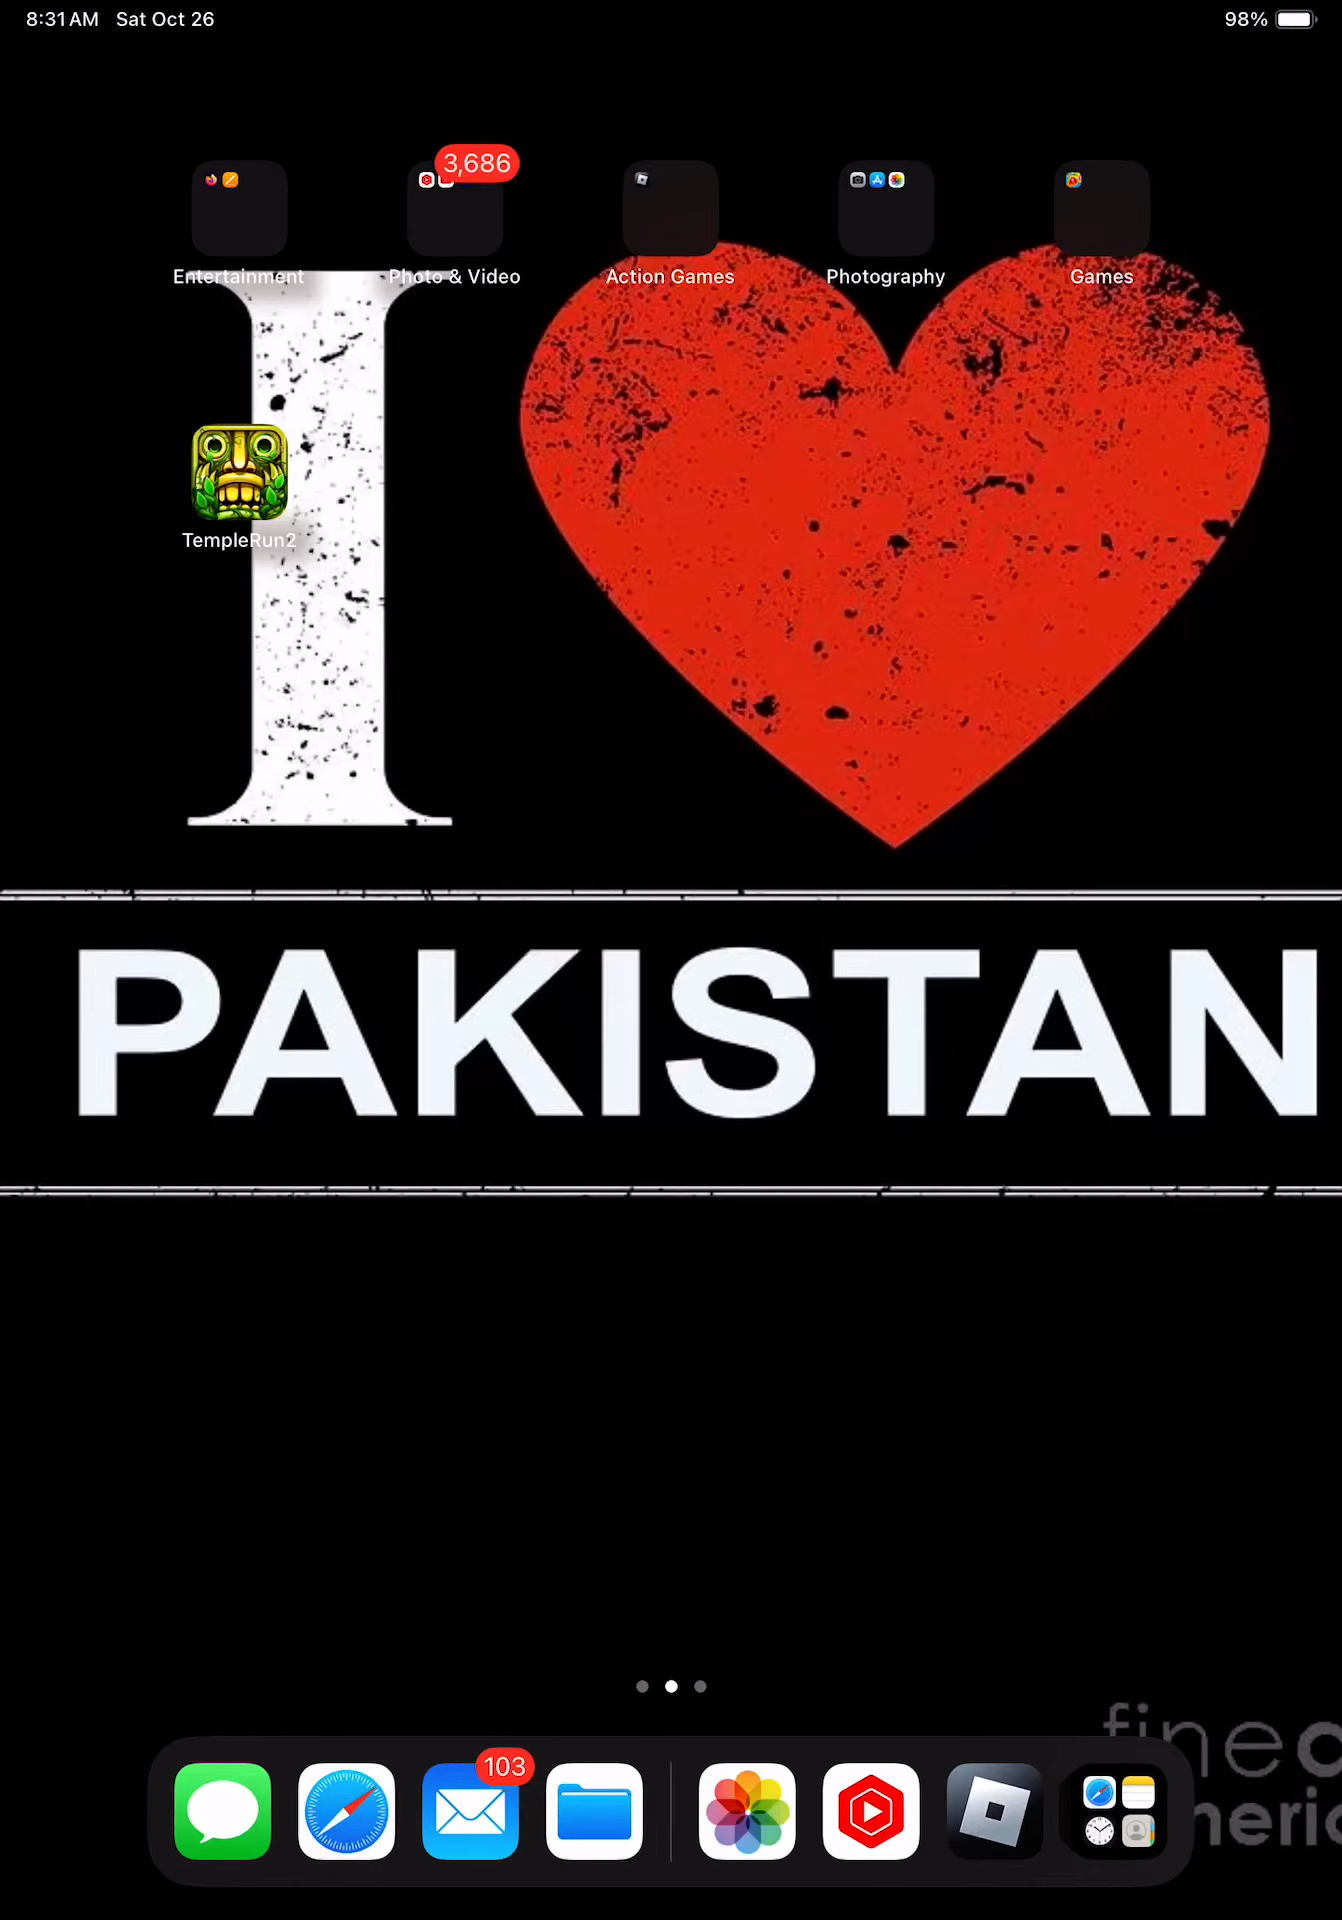 8:31 AM Sat Oct 26 98%
3,686
Entertainment Photo & Video Action Games Photography Games
TempleRun2
I
PAKISTAN
fine
103